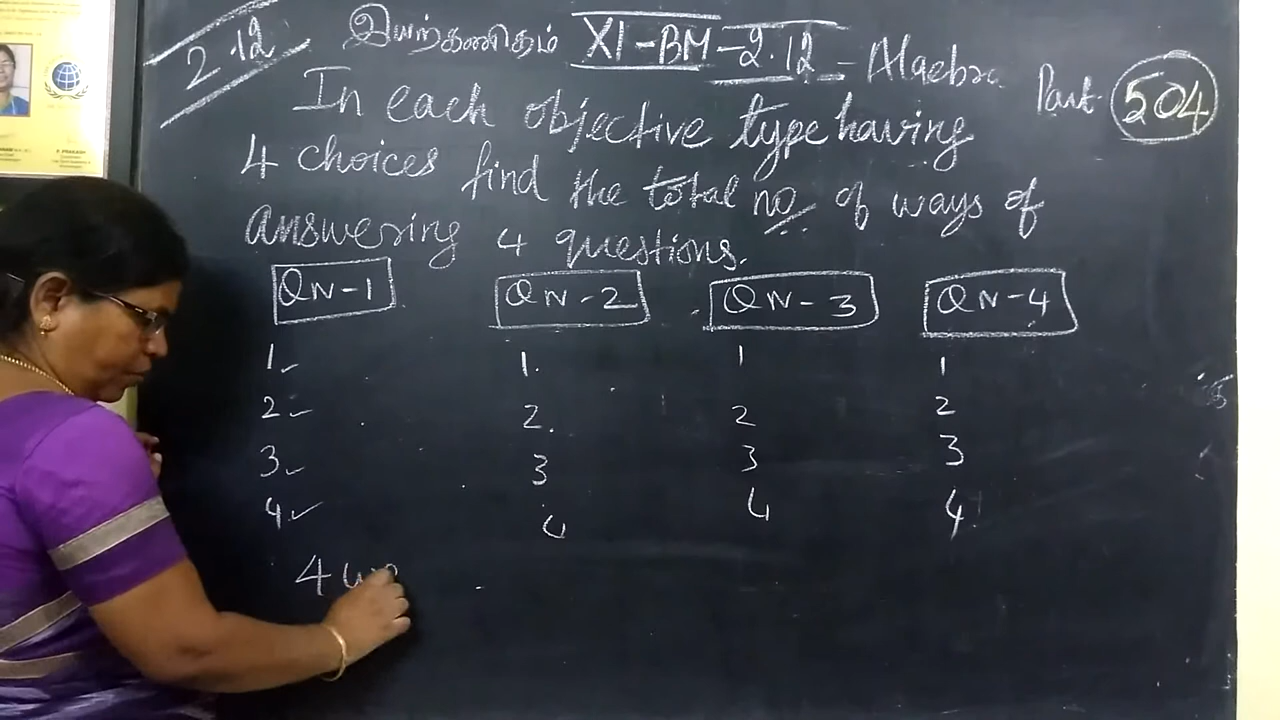 2.12 இயற்கணிதம் XI-BM-2.12 - Algebra Part 504
In each objective type having
4 choices find the total no. of ways of
answering 4 questions.
QN-1 QN-2 QN-3 QN-4
1 1. 1 1
2 2. 2 2
3 3 3 3
4 4 4 4
4 wa